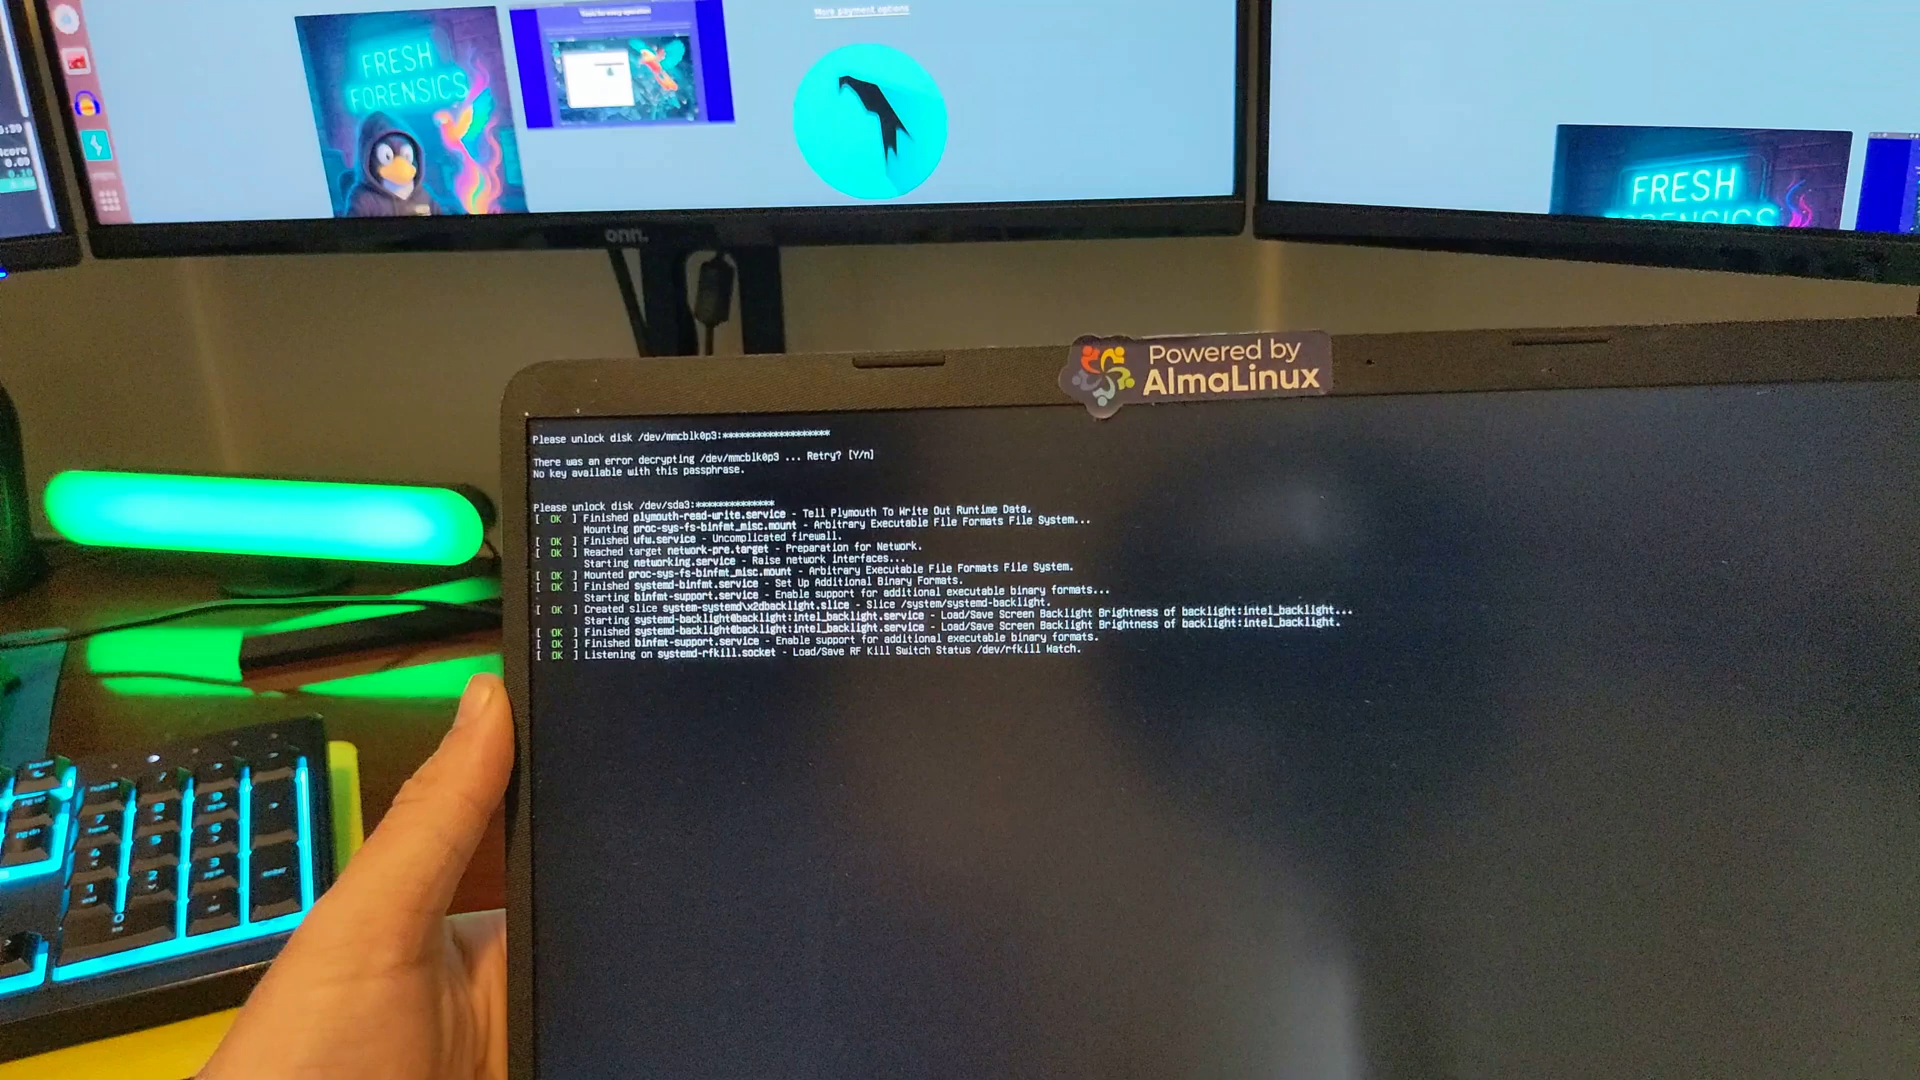 More payment options
FRESH
FORENSICS
FRESH
FORENSICS
onn.
Powered by
AlmaLinux
Please unlock disk /dev/mmcblk0p3:*******************
There was an error decrypting /dev/mmcblk0p3 ... Retry? [Y/n]
No key available with this passphrase.
Please unlock disk /dev/sda3:**************
[ OK ] Finished plymouth-read-write.service - Tell Plymouth To Write Out Runtime Data.
Mounting proc-sys-fs-binfmt_misc.mount - Arbitrary Executable File Formats File System...
[ OK ] Finished ufw.service - Uncomplicated firewall.
[ OK ] Reached target network-pre.target - Preparation for Network.
Starting networking.service - Raise network interfaces...
[ OK ] Mounted proc-sys-fs-binfmt_misc.mount - Arbitrary Executable File Formats File System.
[ OK ] Finished systemd-binfmt.service - Set Up Additional Binary Formats.
Starting binfmt-support.service - Enable support for additional executable binary formats...
[ OK ] Created slice system-systemd\x2dbacklight.slice - Slice /system/systemd-backlight.
Starting systemd-backlight@backlight:intel_backlight.service - Load/Save Screen Backlight Brightness of backlight:intel_backlight...
[ OK ] Finished systemd-backlight@backlight:intel_backlight.service - Load/Save Screen Backlight Brightness of backlight:intel_backlight.
[ OK ] Finished binfmt-support.service - Enable support for additional executable binary formats.
[ OK ] Listening on systemd-rfkill.socket - Load/Save RF Kill Switch Status /dev/rfkill Watch.